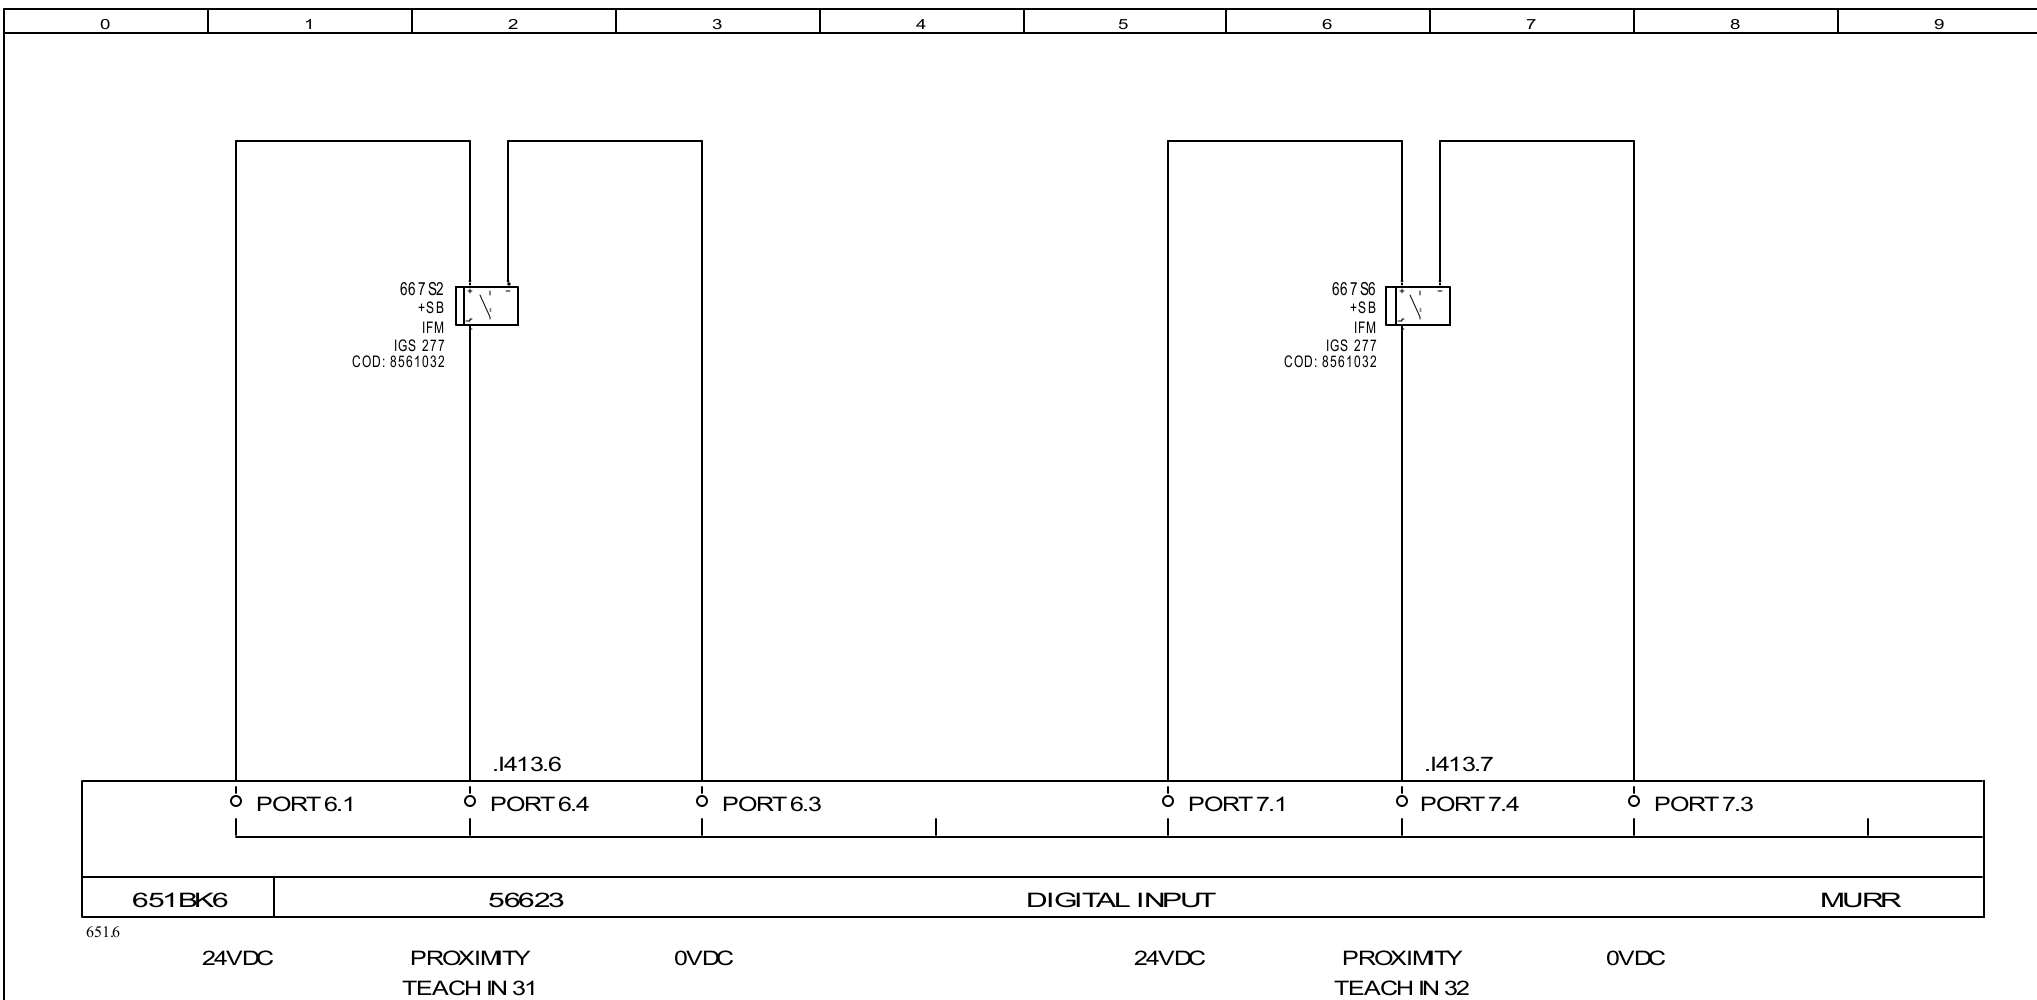 0 1 2 3 4 5 6 7 8 9
667S2
+SB
IFM
IGS 277
COD: 8561032
667S6
+SB
IFM
IGS 277
COD: 8561032
.I413.6 .I413.7
PORT 6.1 PORT 6.4 PORT 6.3 PORT 7.1 PORT 7.4 PORT 7.3
651BK6 56623 DIGITAL INPUT MURR
651.6
24VDC PROXIMITY 0VDC 24VDC PROXIMITY 0VDC
TEACH IN 31 TEACH IN 32